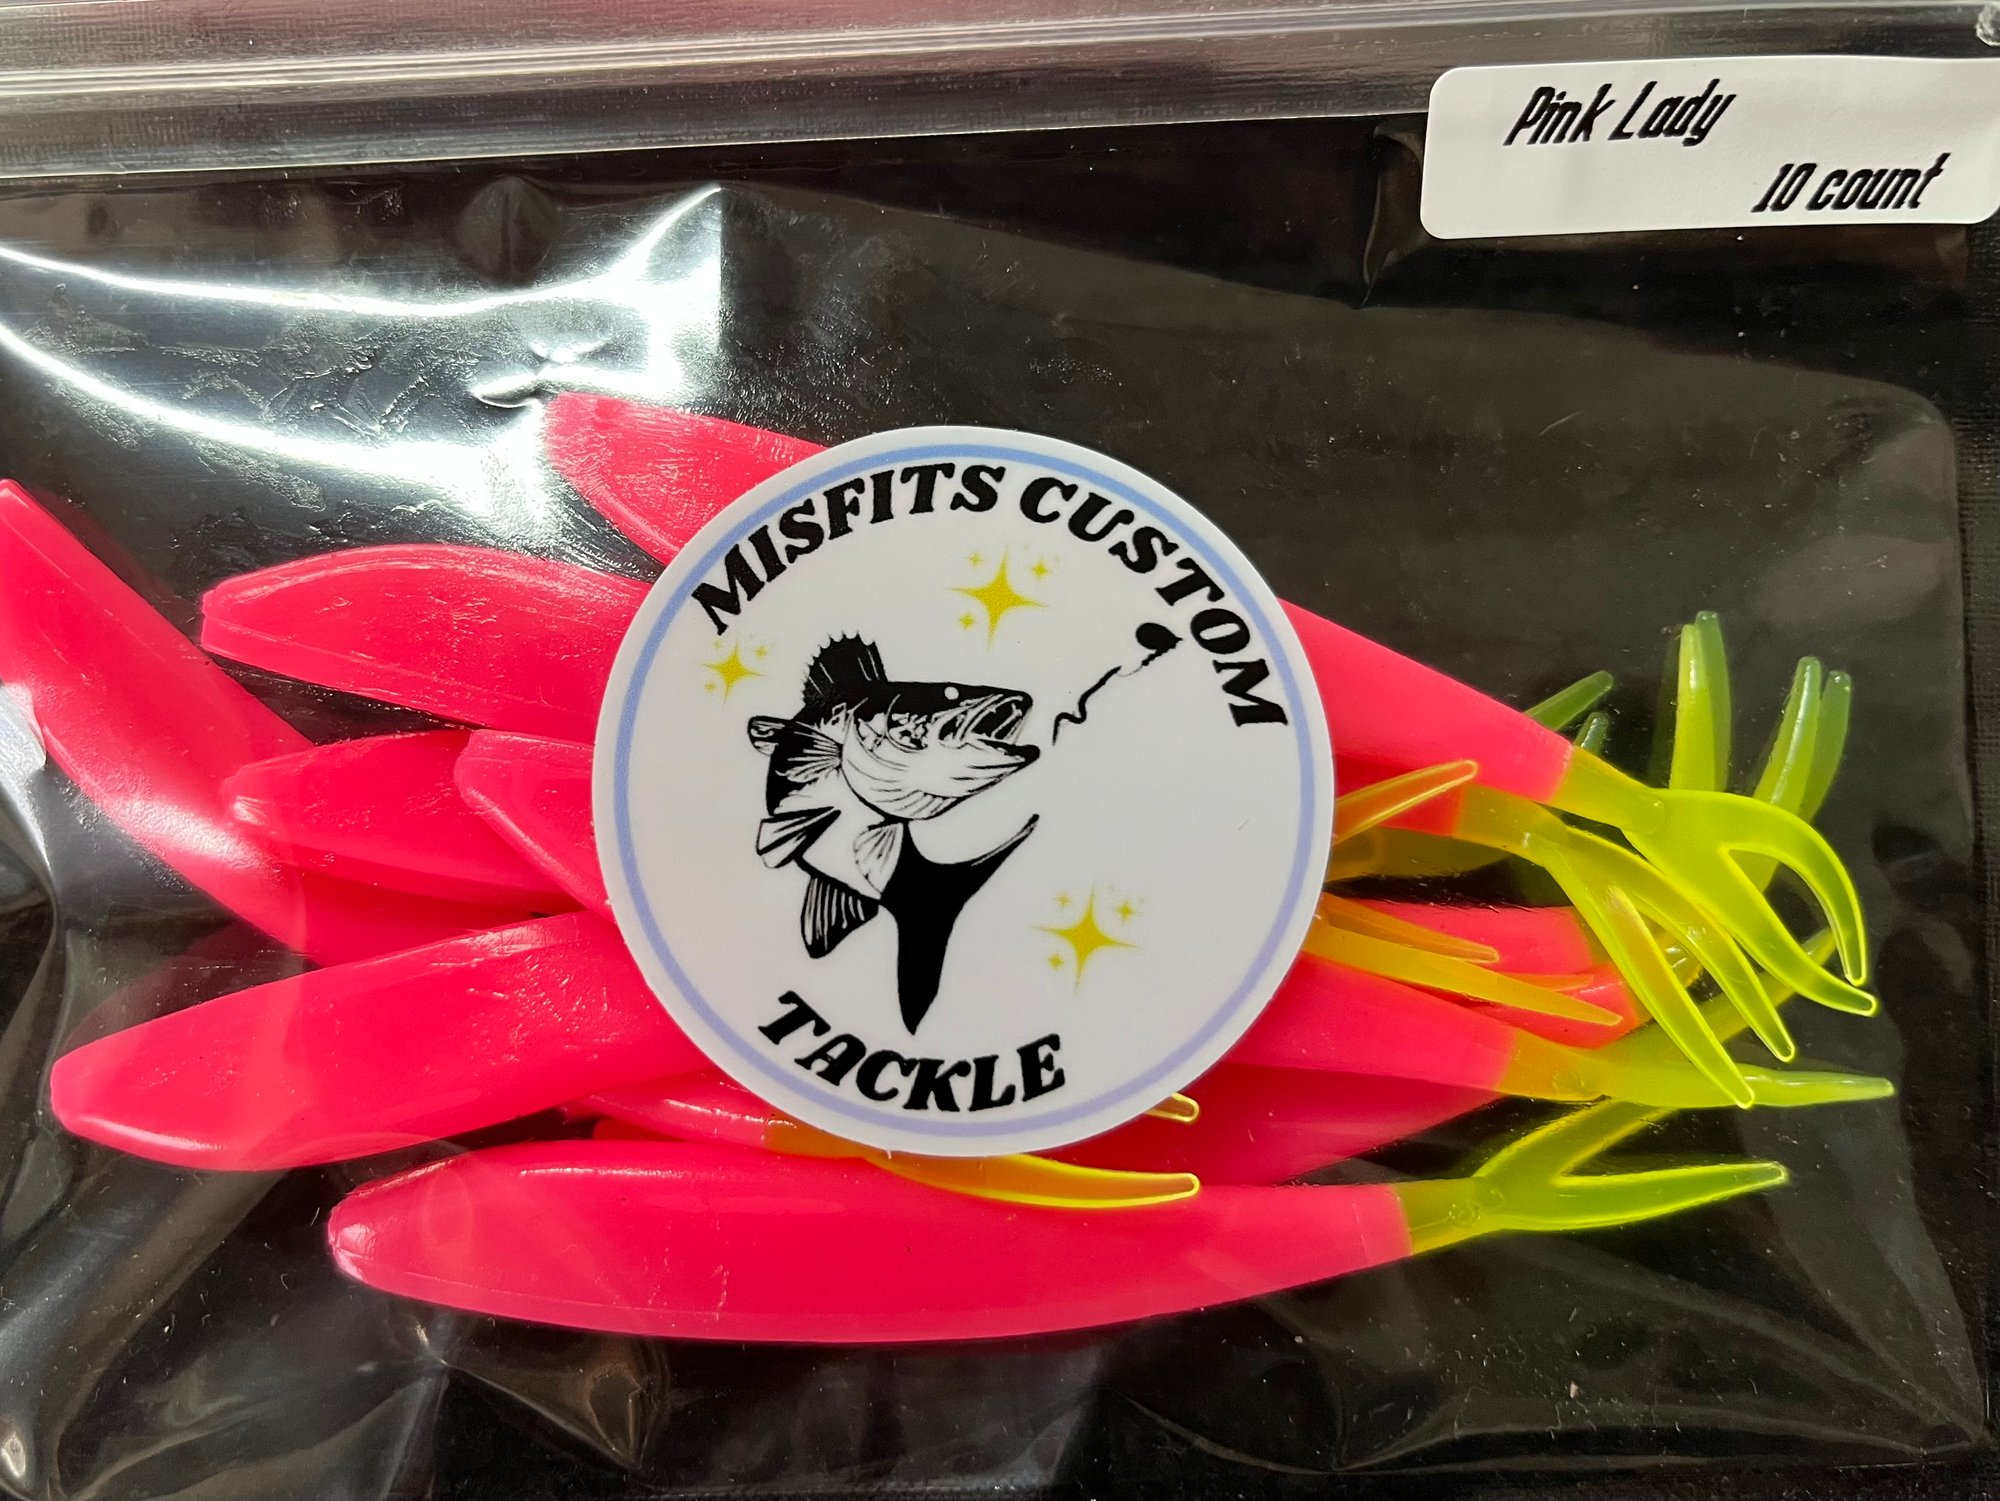 Pink Lady
10 count
MISFITS CUSTOM
TACKLE